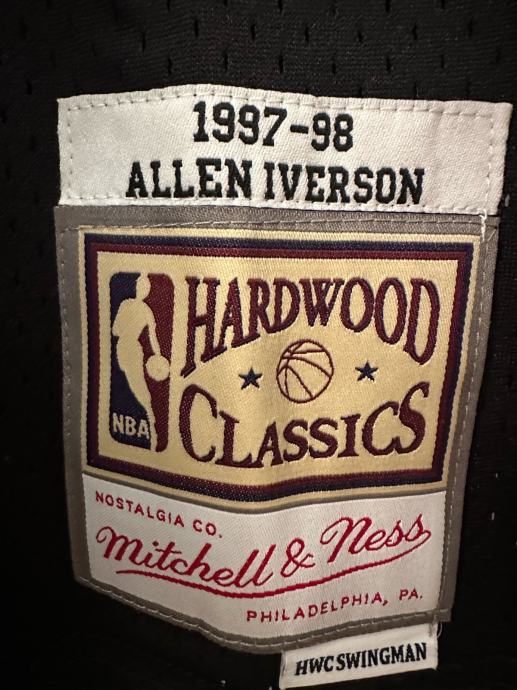 1997-98
ALLEN IVERSON
HARDWOOD
CLASSICS
NBA
NOSTALGIA CO.
Mitchell & Ness
PHILADELPHIA, PA.
HWC SWINGMAN